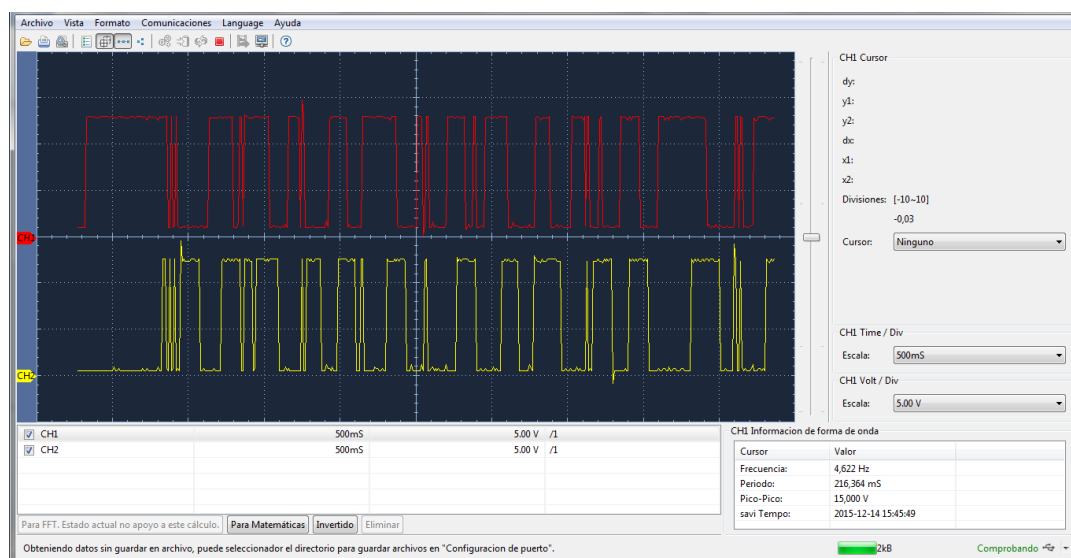 Archivo Vista Formato Comunicaciones Language Ayuda
CH1 Cursor
dy:
y1:
y2:
dx:
x1:
x2:
Divisiones: [-10~10]
-0,03
Cursor: Ninguno
CH1
CH2
CH1 Time / Div
Escala: 500mS
CH1 Volt / Div
Escala: 5.00 V
CH1 500mS 5.00 V /1
CH2 500mS 5.00 V /1
CH1 Informacion de forma de onda
Cursor Valor
Frecuencia: 4,622 Hz
Periodo: 216,364 mS
Pico-Pico: 15,000 V
savi Tempo: 2015-12-14 15:45:49
Para FFT. Estado actual no apoyo a este cálculo. Para Matemáticas Invertido Eliminar
Obteniendo datos sin guardar en archivo, puede seleccionador el directorio para guardar archivos en "Configuracion de puerto". 2kB Comprobando